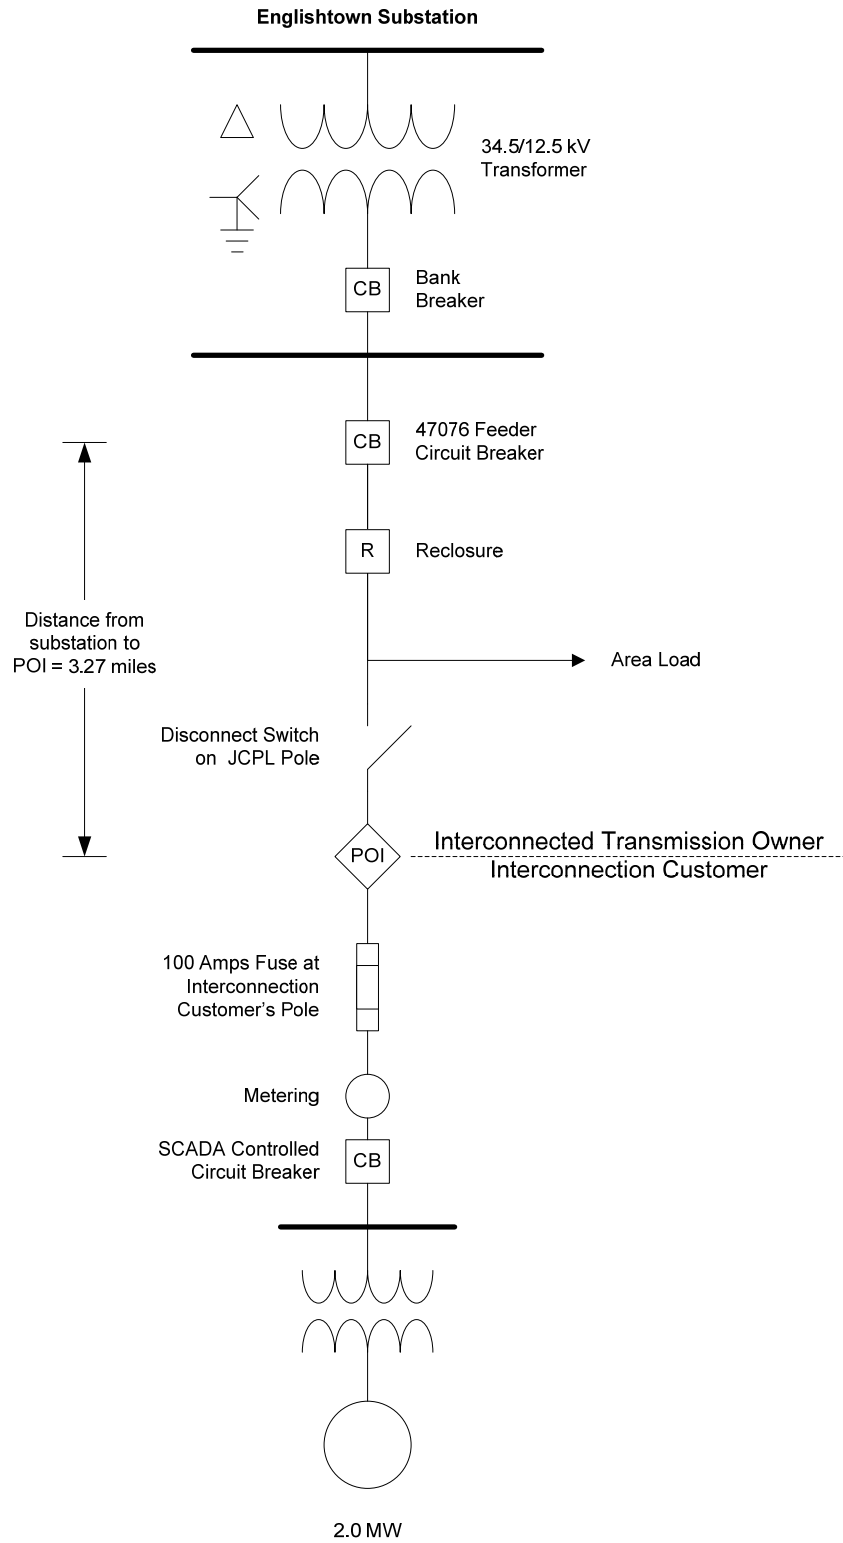 Englishtown Substation
34.5/12.5 kV
Transformer
CB
Bank
Breaker
CB
47076 Feeder
Circuit Breaker
R
Reclosure
Distance from
substation to
POI = 3.27 miles
Area Load
Disconnect Switch
on JCPL Pole
POI
Interconnected Transmission Owner
Interconnection Customer
100 Amps Fuse at
Interconnection
Customer's Pole
Metering
SCADA Controlled
Circuit Breaker
CB
2.0 MW